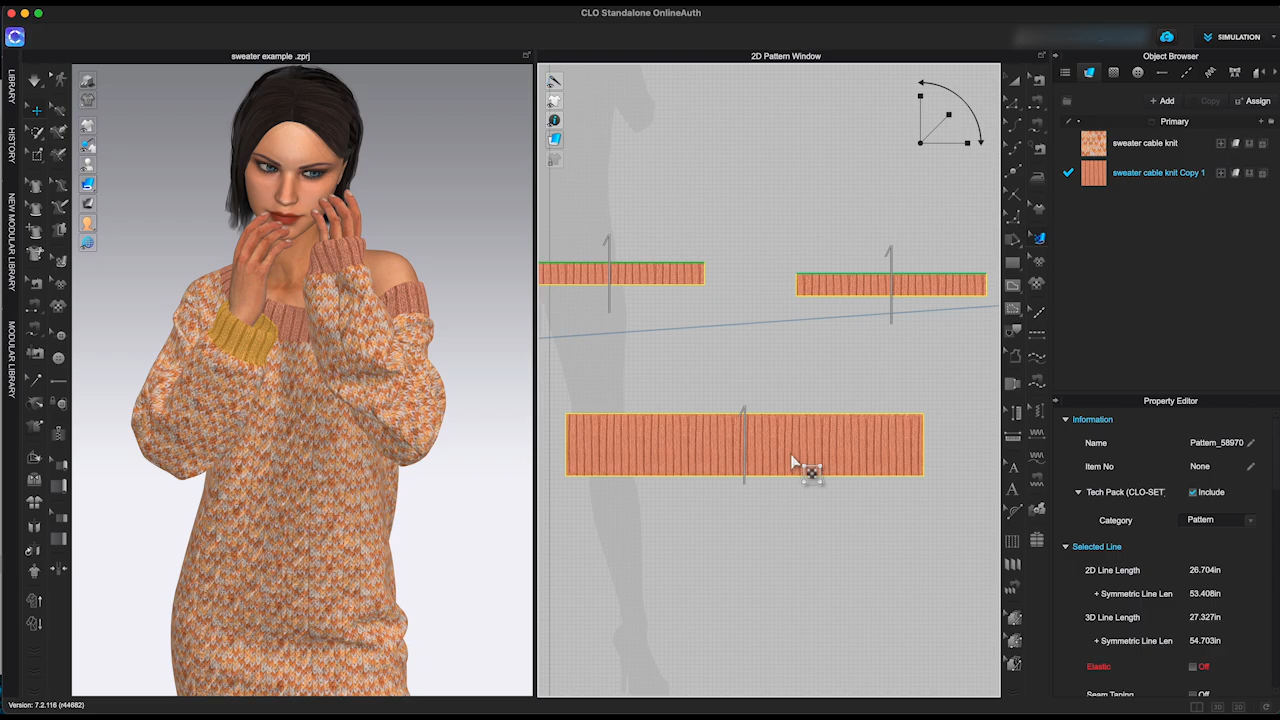 CLO Standalone OnlineAuth
SIMULATION
sweater example .zprj
2D Pattern Window
Object Browser
LIBRARY
HISTORY
NEW MODULAR LIBRARY
MODULAR LIBRARY
+ Add
Copy
Assign
Primary
sweater cable knit
sweater cable knit Copy 1
Property Editor
Information
Name
Pattern_58970
Item No
None
Tech Pack (CLO-SET)
Include
Category
Pattern
Selected Line
2D Line Length
26.704in
+ Symmetric Line Len
53.408in
3D Line Length
27.327in
+ Symmetric Line Len
54.703in
Elastic
Off
Seam Taping
Off
Version: 7.2.116 (r44682)
3D
2D